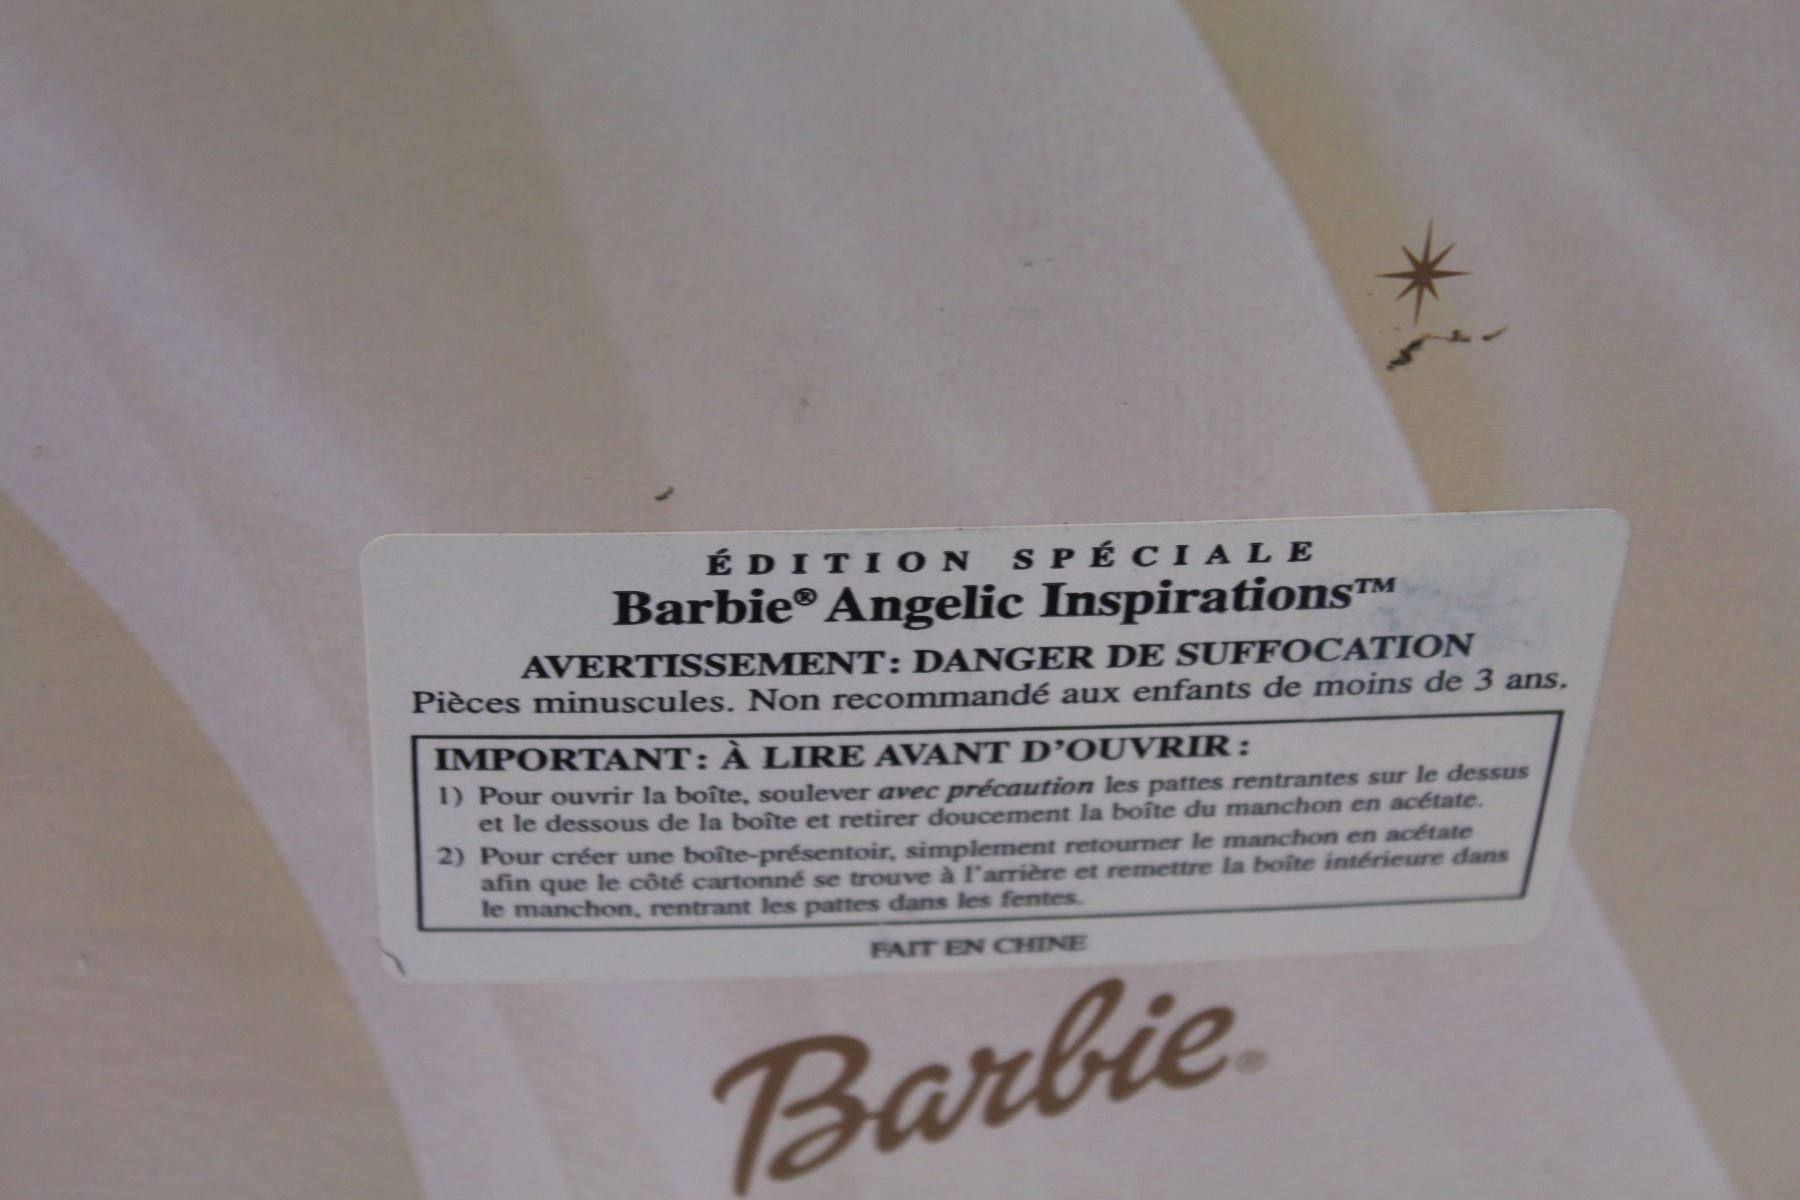 ÉDITION SPÉCIALE
Barbie® Angelic Inspirations™
AVERTISSEMENT: DANGER DE SUFFOCATION
Pièces minuscules. Non recommandé aux enfants de moins de 3 ans.
IMPORTANT: À LIRE AVANT D'OUVRIR :
1) Pour ouvrir la boîte, soulever avec précaution les pattes rentrantes sur le dessus
et le dessous de la boîte et retirer doucement la boîte du manchon en acétate.
2) Pour créer une boîte-présentoir, simplement retourner le manchon en acétate
afin que le côté cartonné se trouve à l'arrière et remettre la boîte intérieure dans
le manchon, rentrant les pattes dans les fentes.
FAIT EN CHINE
Barbie®